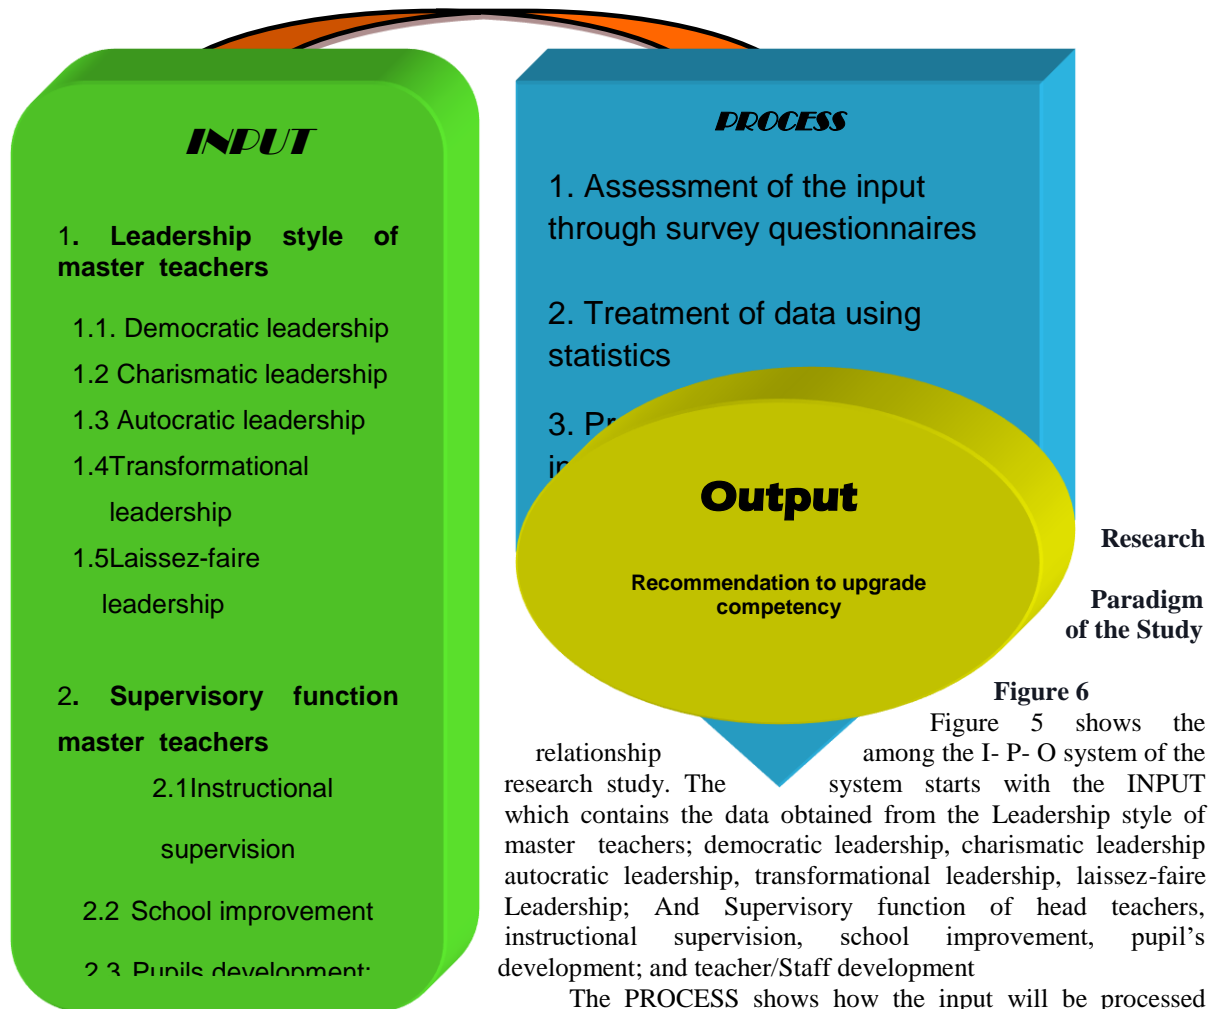 INPUT
1. Leadership style of
master teachers
1.1. Democratic leadership
1.2 Charismatic leadership
1.3 Autocratic leadership
1.4Transformational
leadership
1.5Laissez-faire
leadership
2. Supervisory function
master teachers
2.1Instructional
supervision
2.2 School improvement
2.3 Pupils development;
PROCESS
1. Assessment of the input
through survey questionnaires
2. Treatment of data using
statistics
3.
Output
Recommendation to upgrade
competency
Research
Paradigm
of the Study
Figure 6
Figure 5 shows the
relationship among the I- P- O system of the
research study. The system starts with the INPUT
which contains the data obtained from the Leadership style of
master teachers; democratic leadership, charismatic leadership
autocratic leadership, transformational leadership, laissez-faire
Leadership; And Supervisory function of head teachers,
instructional supervision, school improvement, pupil's
development; and teacher/Staff development
The PROCESS shows how the input will be processed